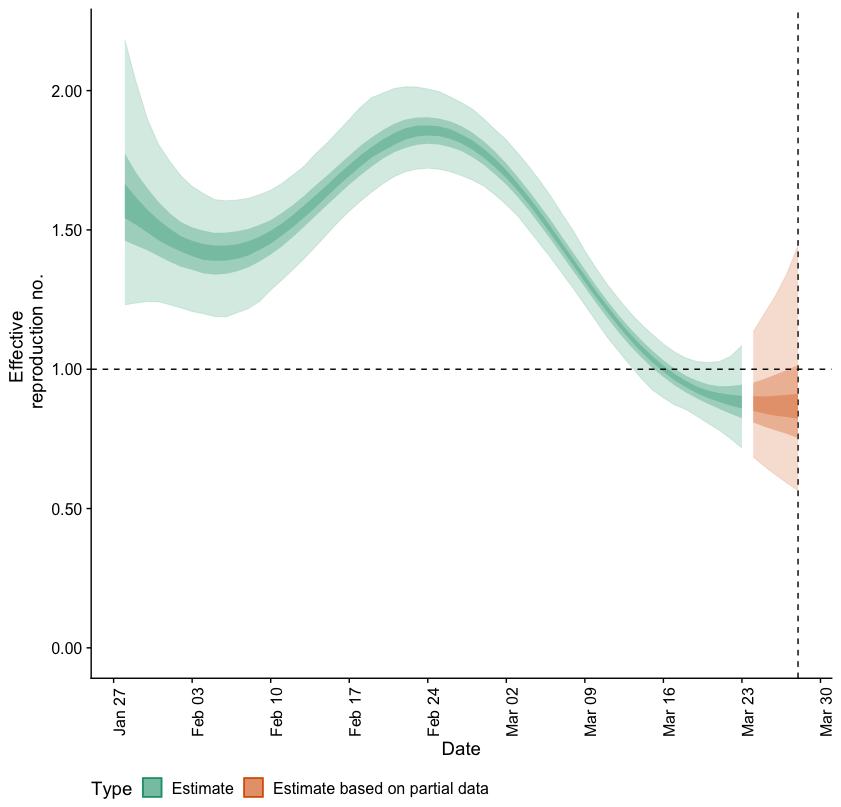 Effective
reproduction no.
2.00
1.50
1.00
0.50
0.00
Jan 27
Feb 03
Feb 10
Feb 17
Feb 24
Mar 02
Mar 09
Mar 16
Mar 23
Mar 30
Date
Type Estimate Estimate based on partial data